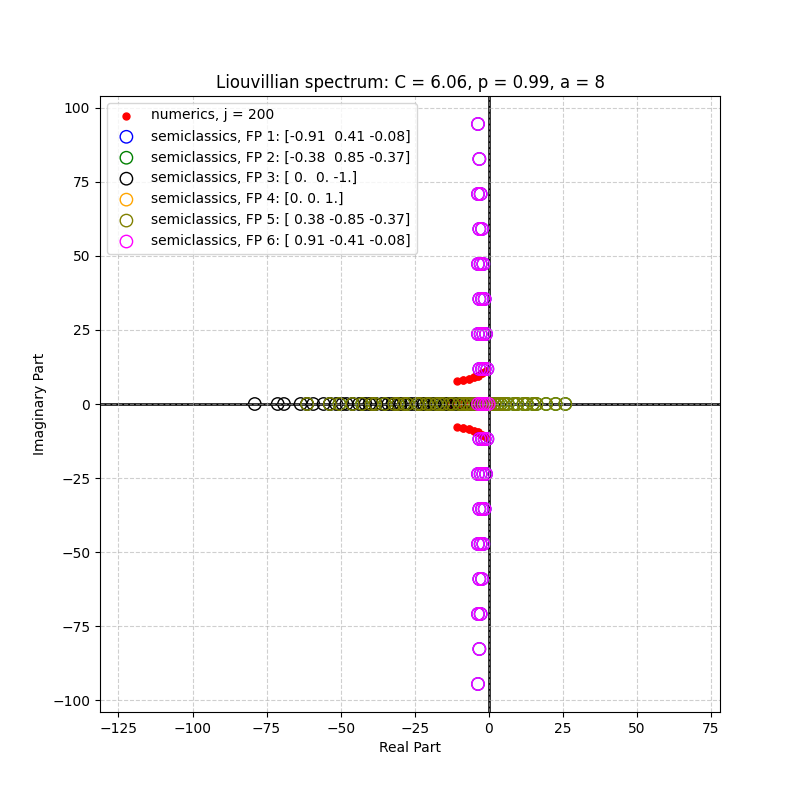 Liouvillian spectrum: C = 6.06, p = 0.99, a = 8
numerics, j = 200
semiclassics, FP 1: [-0.91  0.41 -0.08]
semiclassics, FP 2: [-0.38  0.85 -0.37]
semiclassics, FP 3: [ 0.  0. -1.]
semiclassics, FP 4: [0. 0. 1.]
semiclassics, FP 5: [ 0.38 -0.85 -0.37]
semiclassics, FP 6: [ 0.91 -0.41 -0.08]
100
75
50
25
0
−25
−50
−75
−100
Imaginary Part
−125 −100 −75 −50 −25 0 25 50 75
Real Part